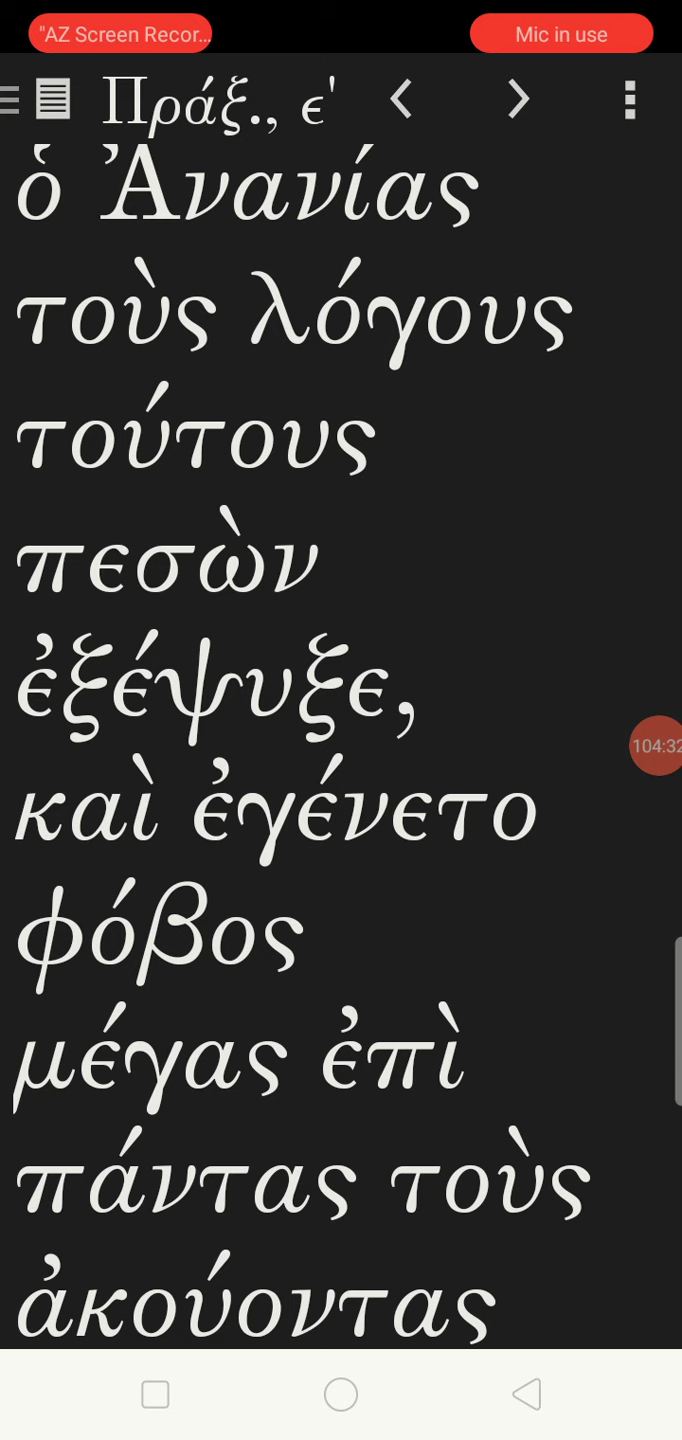 "AZ Screen Recor... Mic in use
Πράξ., ε'
ὁ Ἀνανίας
τοὺς λόγους
τούτους
πεσὼν
ἐξέψυξε,
104:32
καὶ ἐγένετο
φόβος
μέγας ἐπὶ
πάντας τοὺς
ἀκούοντας